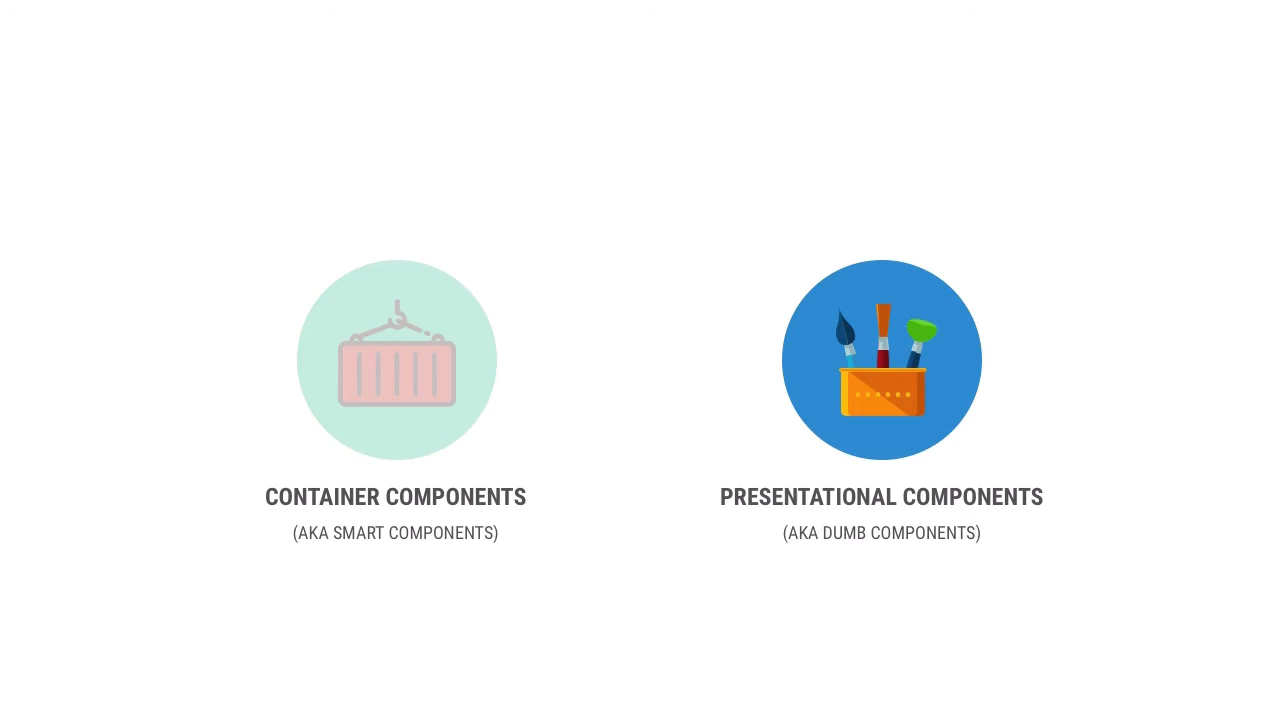 CONTAINER COMPONENTS
(AKA SMART COMPONENTS)
PRESENTATIONAL COMPONENTS
(AKA DUMB COMPONENTS)